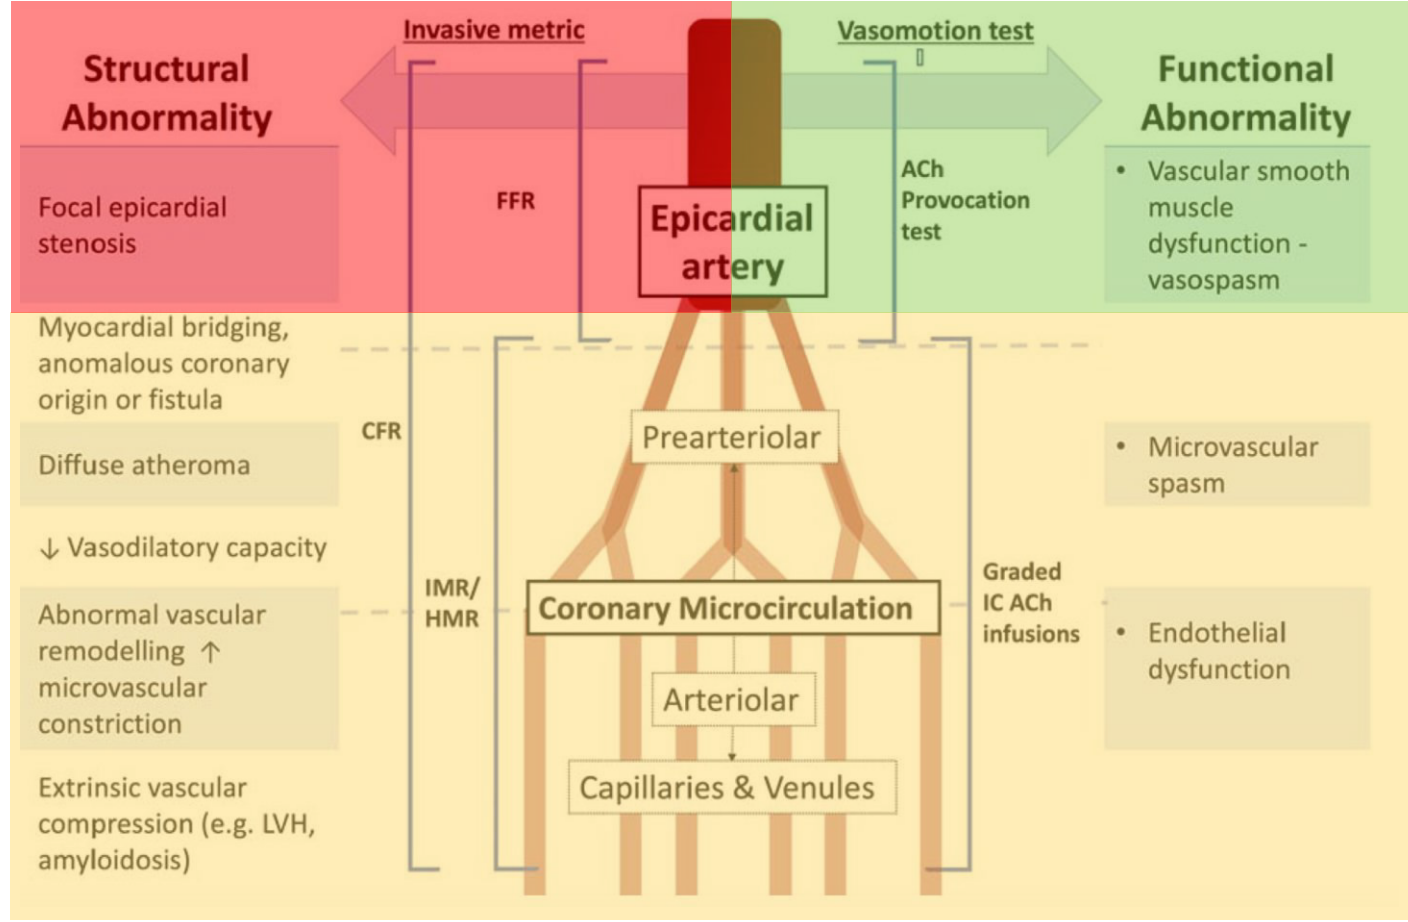 Invasive metric
Vasomotion test
Structural
Abnormality
Functional
Abnormality
Focal epicardial
stenosis
FFR
Epicardial
artery
ACh
Provocation
test
• Vascular smooth
muscle
dysfunction -
vasospasm
Myocardial bridging,
anomalous coronary
origin or fistula
CFR
Prearteriolar
Diffuse atheroma
• Microvascular
spasm
↓ Vasodilatory capacity
IMR/
HMR
Coronary Microcirculation
Graded
IC ACh
infusions
Abnormal vascular
remodelling ↑
microvascular
constriction
• Endothelial
dysfunction
Arteriolar
Capillaries & Venules
Extrinsic vascular
compression (e.g. LVH,
amyloidosis)